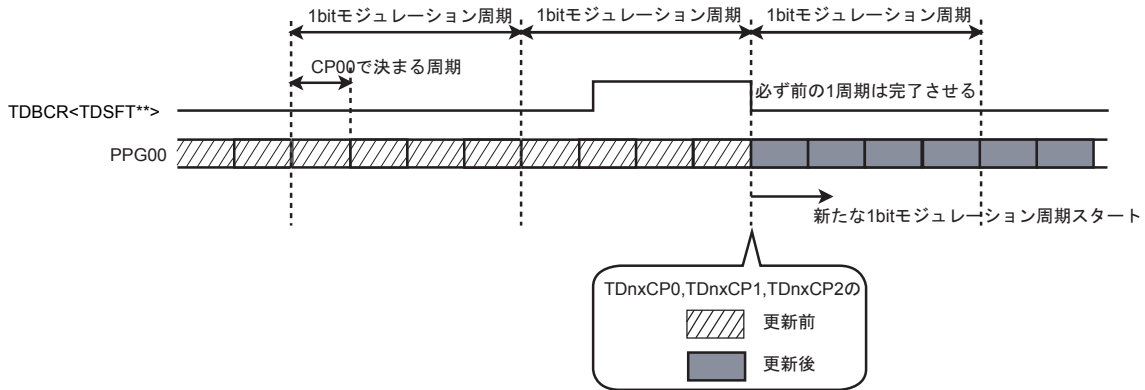 1bitモジュレーション周期 1bitモジュレーション周期 1bitモジュレーション周期
CP00で決まる周期
TDBCR<TDSFT**>
必ず前の1周期は完了させる
PPG00
新たな1bitモジュレーション周期スタート
TDnxCP0,TDnxCP1,TDnxCP2の
更新前
更新後